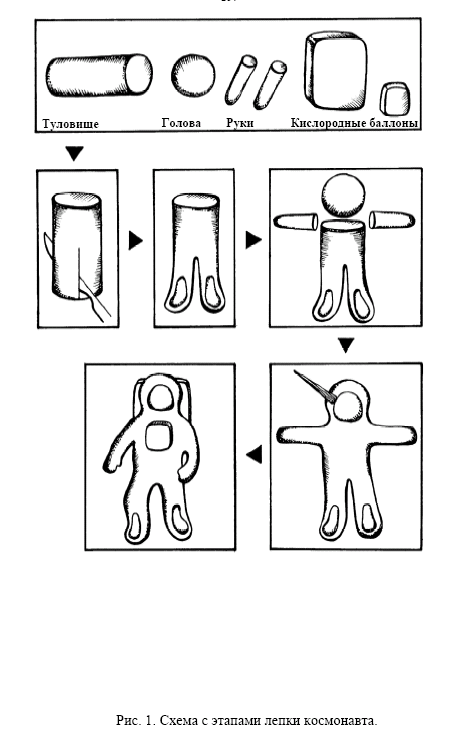 Туловище Голова Руки Кислородные баллоны
Рис. 1. Схема с этапами лепки космонавта.